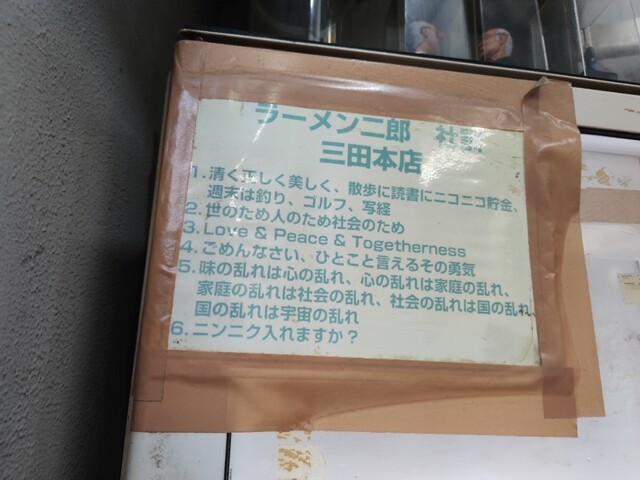 ラーメン二郎 社訓
三田本店
1. 清く正しく美しく、散歩に読書にニコニコ貯金、
週末は釣り、ゴルフ、写経
2. 世のため人のため社会のため
3. Love & Peace & Togetherness
4. ごめんなさい、ひとこと言えるその勇気
5. 味の乱れは心の乱れ、心の乱れは家庭の乱れ、
家庭の乱れは社会の乱れ、社会の乱れは国の乱れ、
国の乱れは宇宙の乱れ
6. ニンニク入れますか？